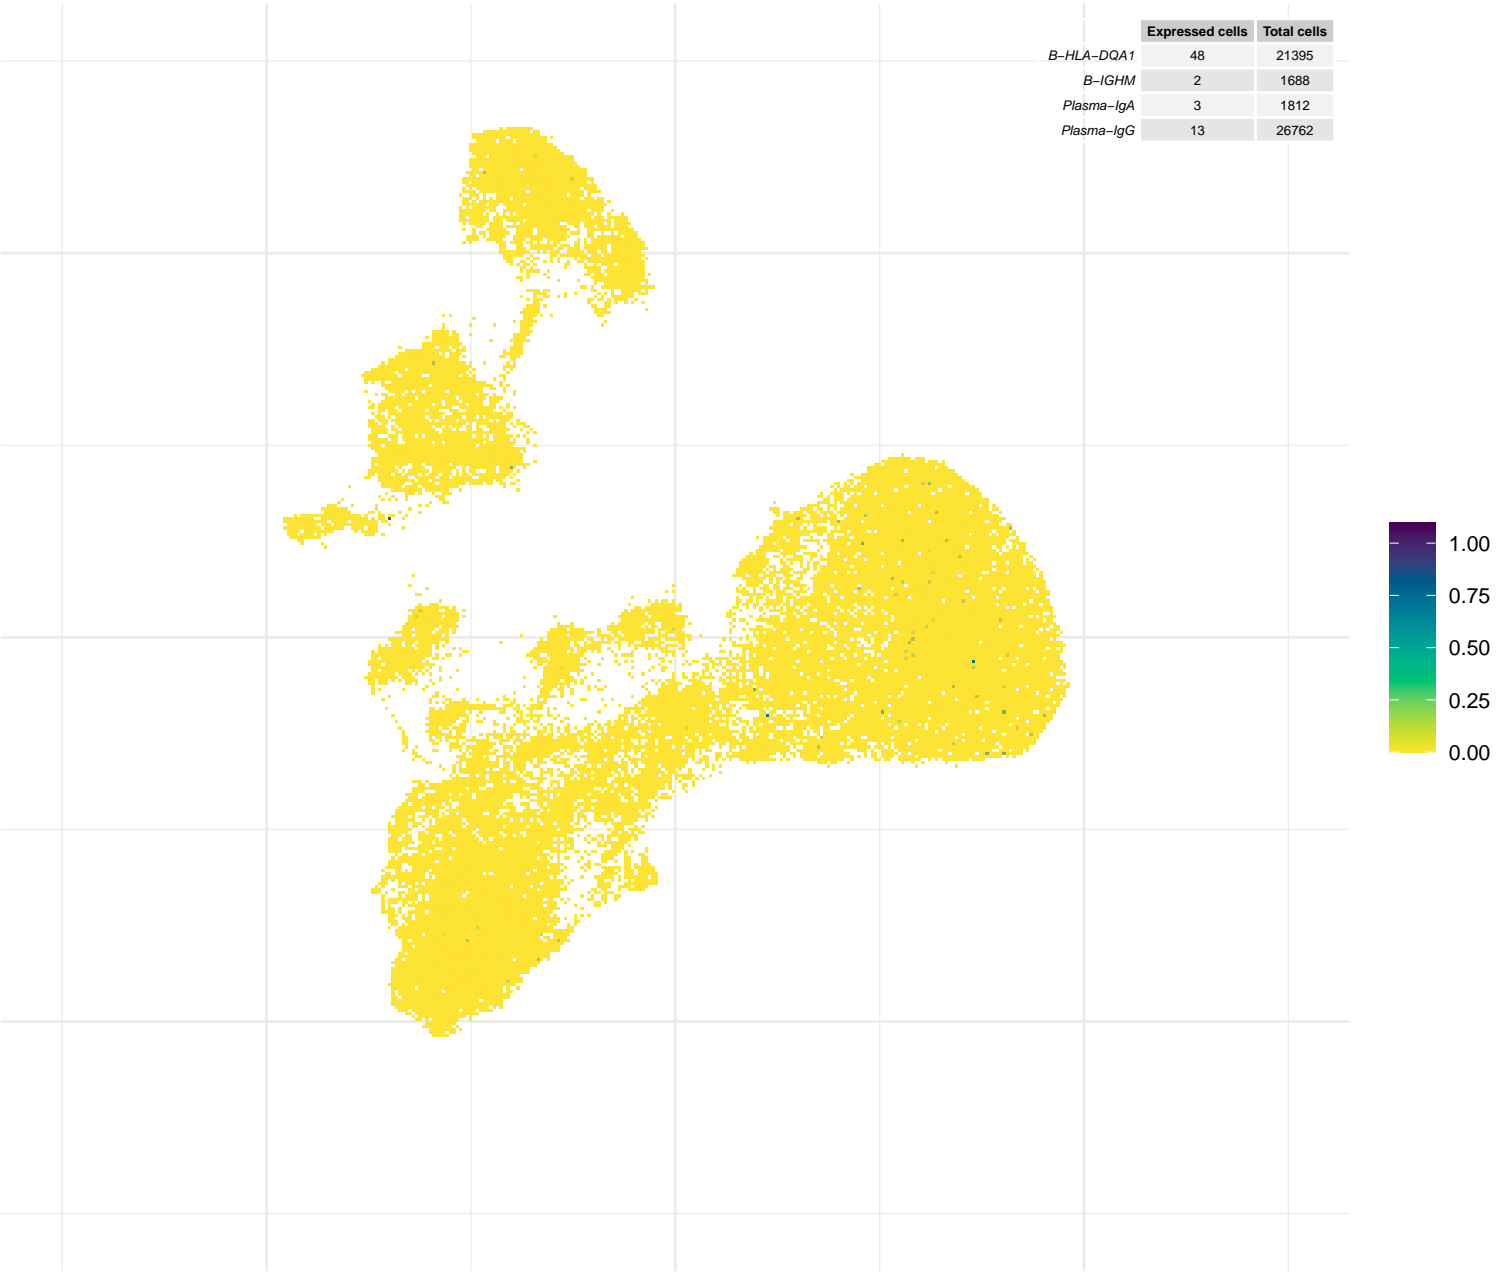 Expressed cells Total cells
B−HLA−DQA1 48 21395
B−IGHM 2 1688
Plasma−IgA 3 1812
Plasma−IgG 13 26762
1.00
0.75
0.50
0.25
0.00